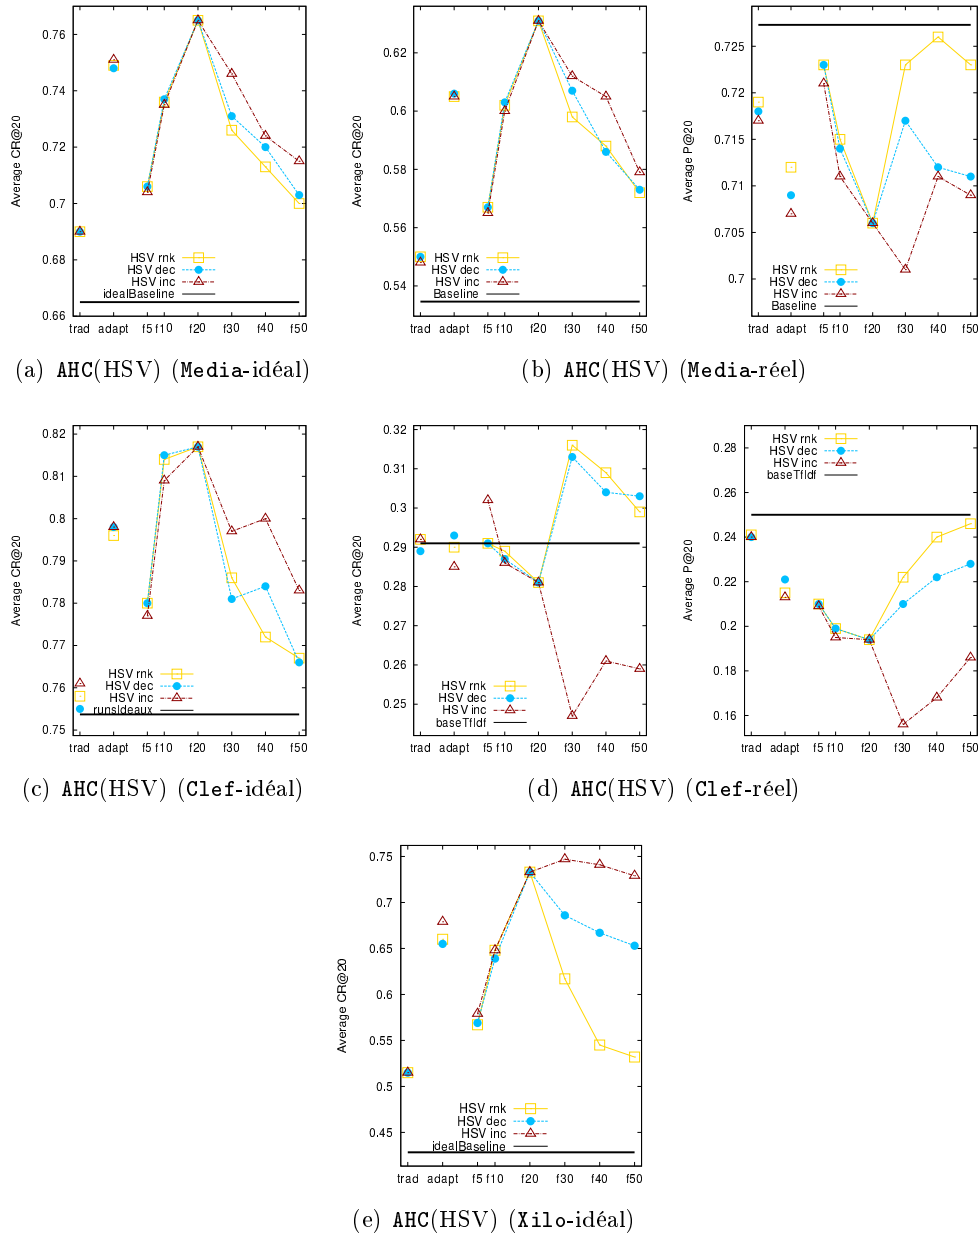 0.76
0.74
0.72
0.7
0.68
0.66
Average CR@20
HSV rnk
HSV dec
HSV inc
idealBaseline
trad adapt f5 f10 f20 f30 f40 f50
0.62
0.6
0.58
0.56
0.54
Average CR@20
HSV rnk
HSV dec
HSV inc
Baseline
trad adapt f5 f10 f20 f30 f40 f50
0.725
0.72
0.715
0.71
0.705
0.7
Average P@20
HSV rnk
HSV dec
HSV inc
Baseline
trad adapt f5 f10 f20 f30 f40 f50
(a) AHC(HSV) (Media-idéal)
(b) AHC(HSV) (Media-réel)
0.82
0.81
0.8
0.79
0.78
0.77
0.76
0.75
Average CR@20
HSV rnk
HSV dec
HSV inc
runsIdeaux
trad adapt f5 f10 f20 f30 f40 f50
0.32
0.31
0.3
0.29
0.28
0.27
0.26
0.25
Average CR@20
HSV rnk
HSV dec
HSV inc
baseTfIdf
trad adapt f5 f10 f20 f30 f40 f50
0.28
0.26
0.24
0.22
0.2
0.18
0.16
Average P@20
HSV rnk
HSV dec
HSV inc
baseTfIdf
trad adapt f5 f10 f20 f30 f40 f50
(c) AHC(HSV) (Clef-idéal)
(d) AHC(HSV) (Clef-réel)
0.75
0.7
0.65
0.6
0.55
0.5
0.45
Average CR@20
HSV rnk
HSV dec
HSV inc
idealBaseline
trad adapt f5 f10 f20 f30 f40 f50
(e) AHC(HSV) (Xilo-idéal)